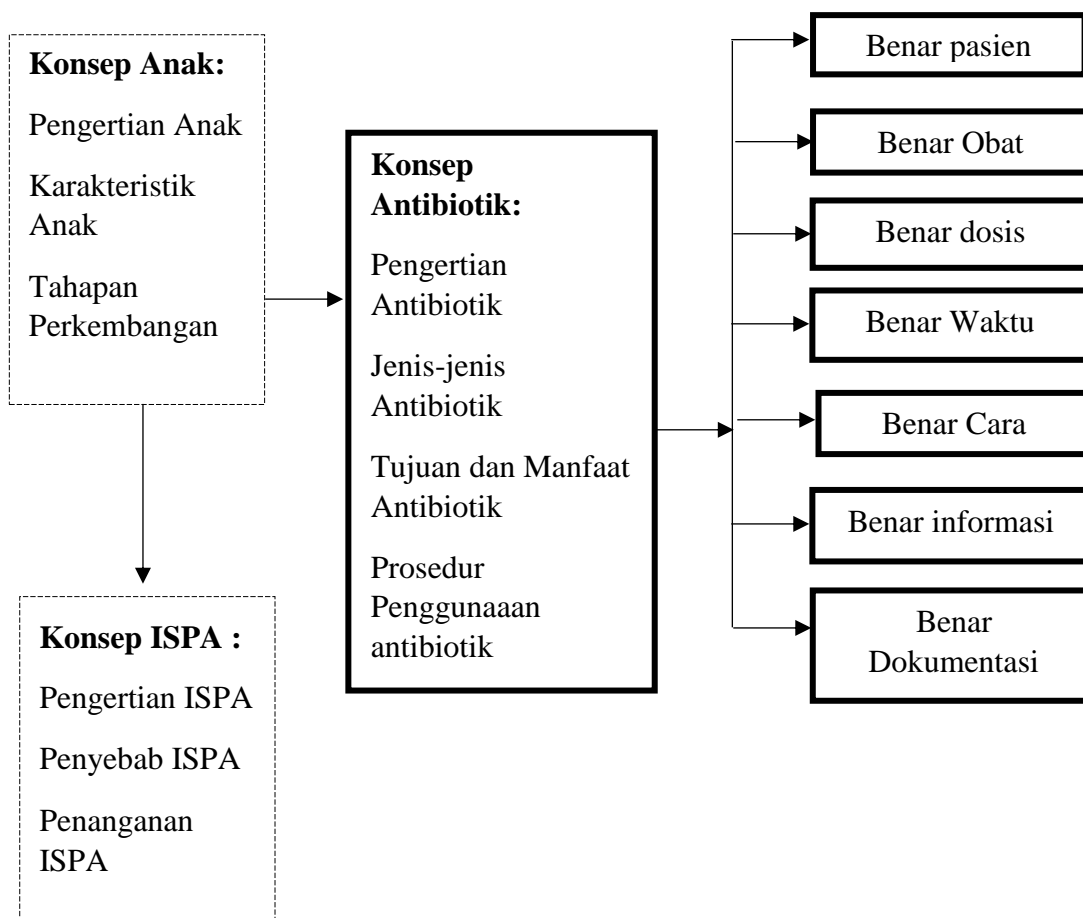 Konsep Anak:
Pengertian Anak
Karakteristik
Anak
Tahapan
Perkembangan
Konsep ISPA :
Pengertian ISPA
Penyebab ISPA
Penanganan
ISPA
Konsep
Antibiotik:
Pengertian
Antibiotik
Jenis-jenis
Antibiotik
Tujuan dan Manfaat
Antibiotik
Prosedur
Penggunaaan
antibiotik
Benar pasien
Benar Obat
Benar dosis
Benar Waktu
Benar Cara
Benar informasi
Benar
Dokumentasi